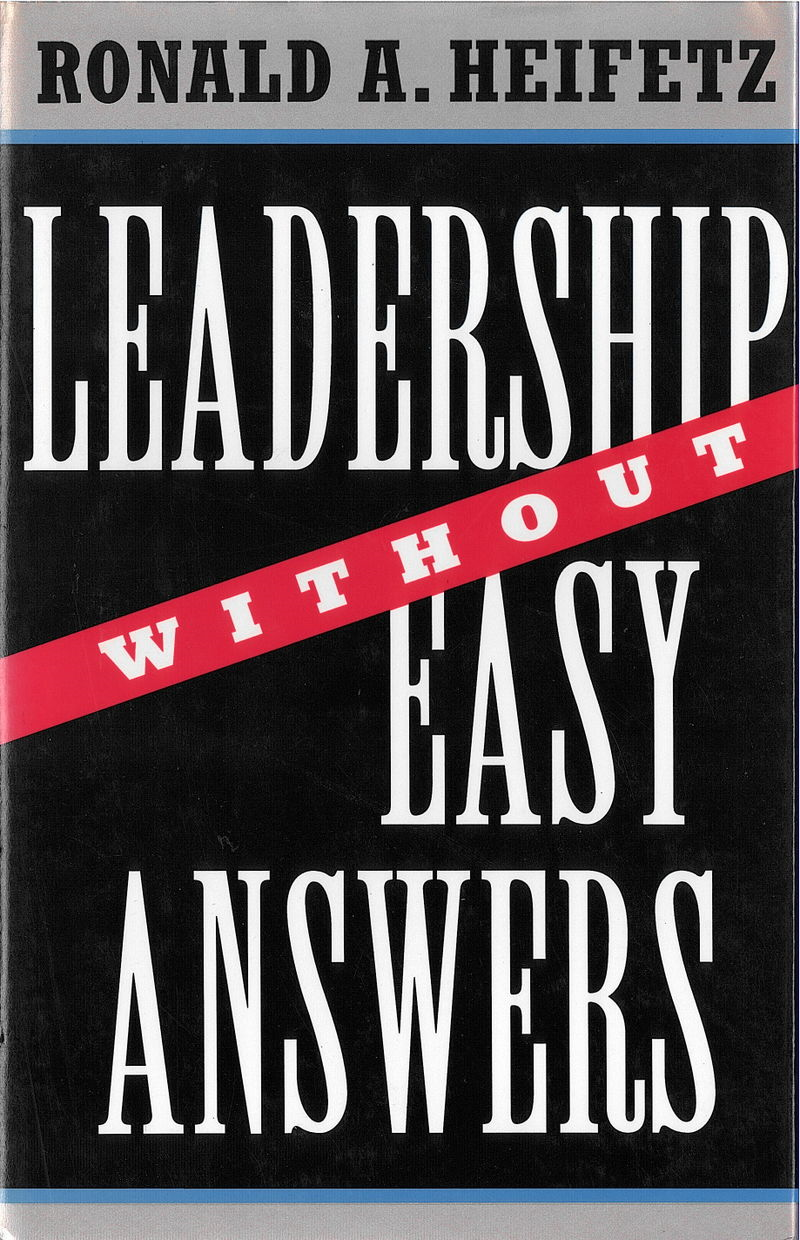 RONALD A. HEIFETZ
LEADERSHIP
WITHOUT
EASY
ANSWERS